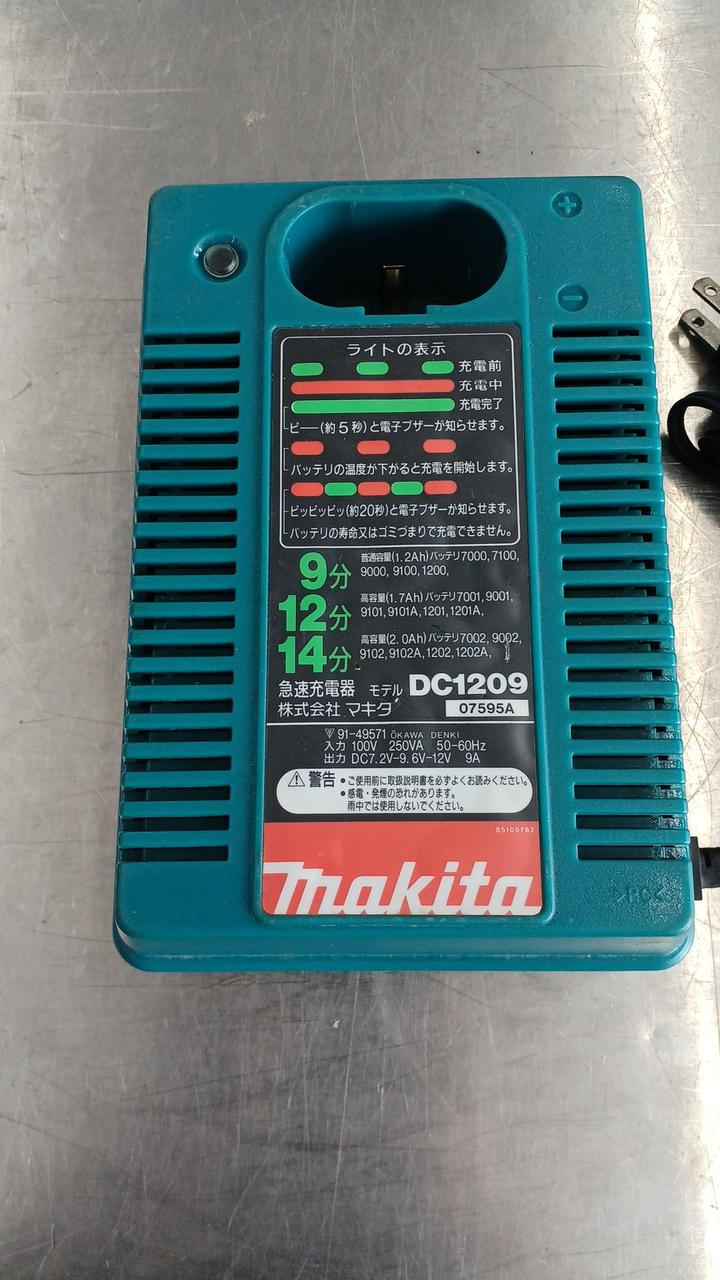 ライトの表示
充電前
充電中
充電完了
ピ──(約5秒)と電子ブザーが知らせます。
バッテリの温度が下がると充電を開始します。
ピッピッピッ(約20秒)と電子ブザーが知らせます。
バッテリの寿命又はゴミづまりで充電できません。
9分 普通容量(1.2Ah)バッテリ7000, 7100,
9000, 9100, 1200,
12分 高容量(1.7Ah)バッテリ7001, 9001,
9101, 9101A, 1201, 1201A,
14分 高容量(2.0Ah)バッテリ7002, 9002,
9102, 9102A, 1202, 1202A,
急速充電器 モデル DC1209
株式会社 マキタ 07595A
91-49571 ŌKAWA DENKI
入力 100V 250VA 50-60Hz
出力 DC7.2V-9.6V-12V 9A
警告 ・ご使用前に取扱説明書を必ずよくお読みください。
・感電・発煙の恐れがあります。
雨中では使用しないでください。
851057B2
makita
>PC<